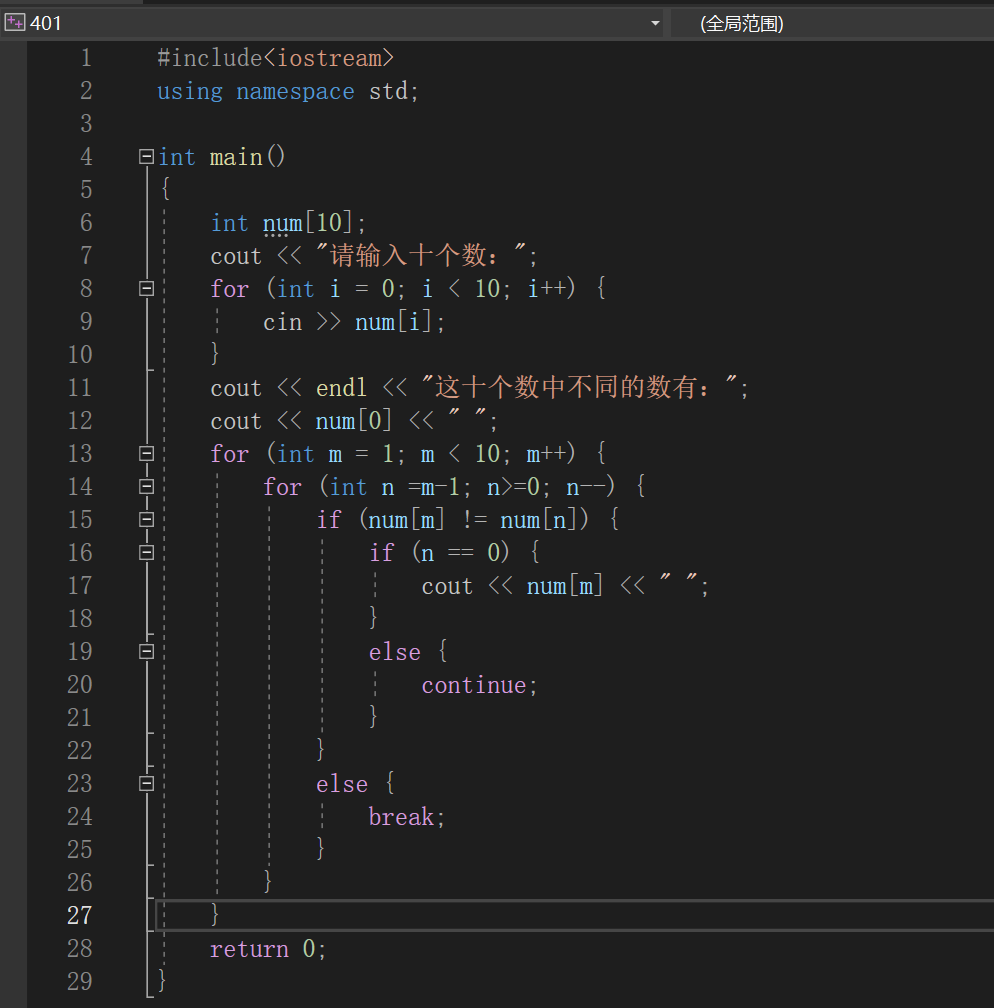 401 (全局范围)
1 #include<iostream>
2 using namespace std;
3
4 int main()
5 {
6     int num[10];
7     cout << "请输入十个数：";
8     for (int i = 0; i < 10; i++) {
9         cin >> num[i];
10     }
11     cout << endl << "这十个数中不同的数有：";
12     cout << num[0] << " ";
13     for (int m = 1; m < 10; m++) {
14         for (int n =m-1; n>=0; n--) {
15             if (num[m] != num[n]) {
16                 if (n == 0) {
17                     cout << num[m] << " ";
18                 }
19                 else {
20                     continue;
21                 }
22             }
23             else {
24                 break;
25             }
26         }
27     }
28     return 0;
29 }